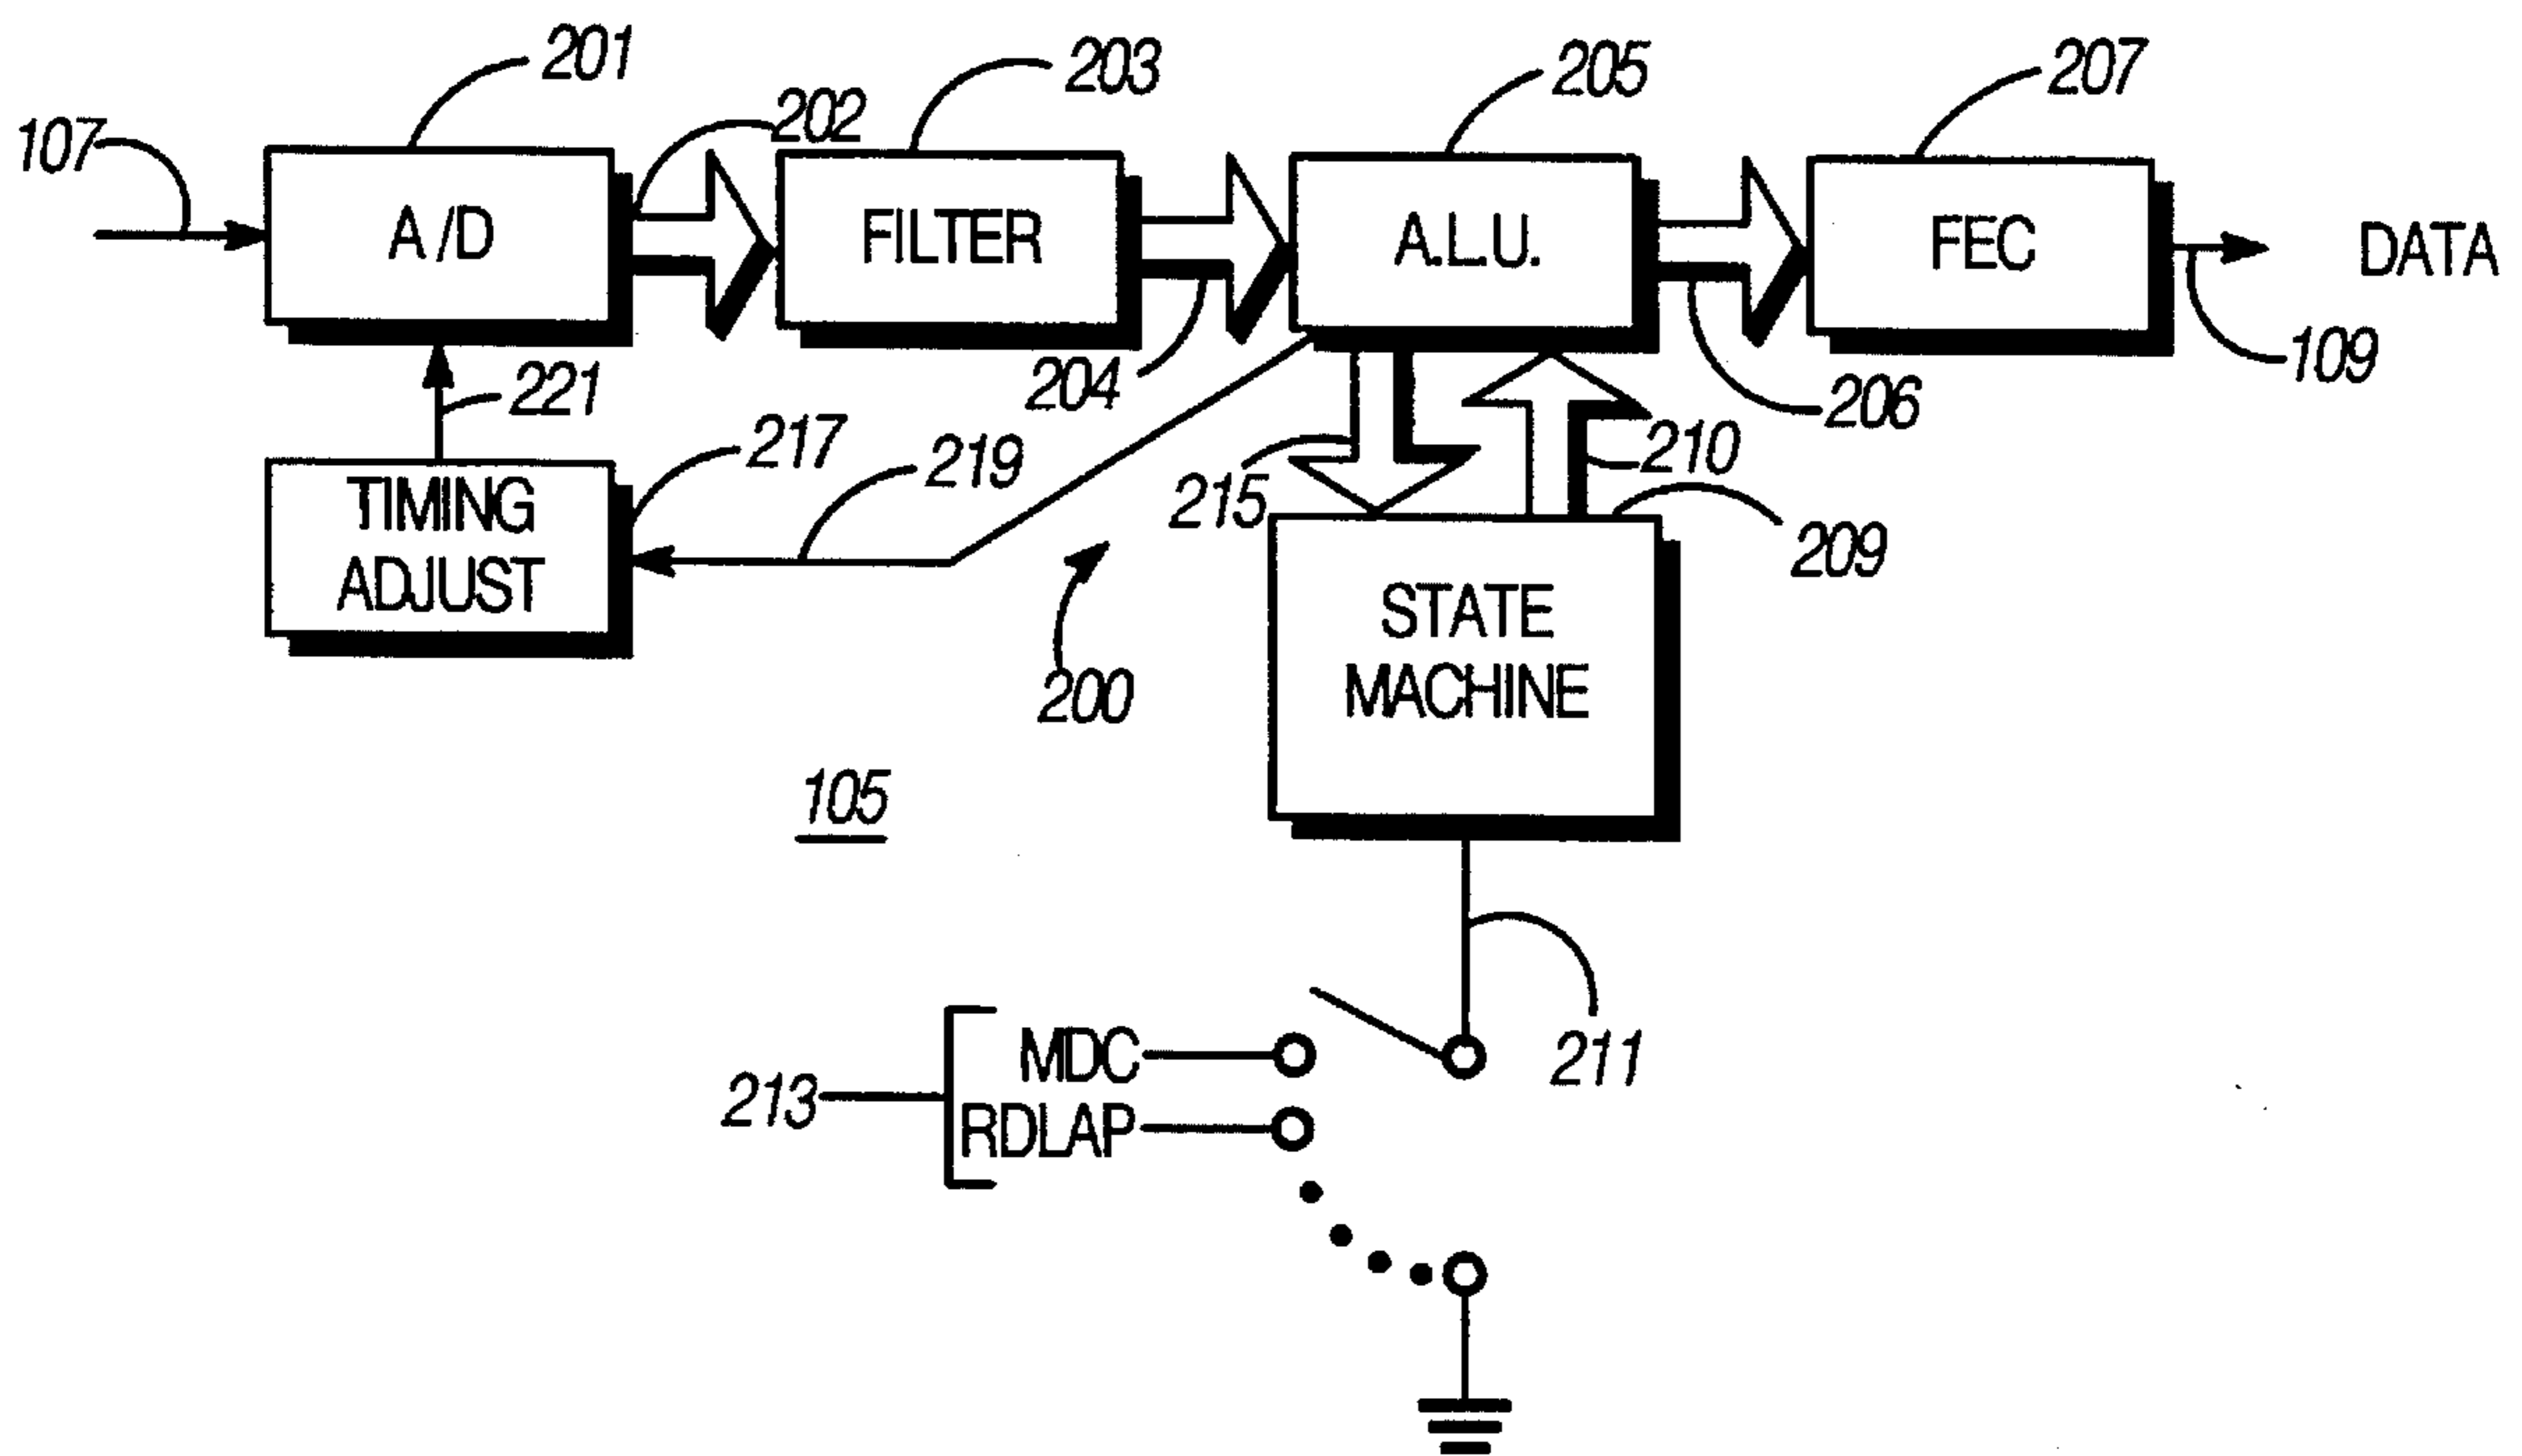 201
202
203
205
207
107
A/D
FILTER
A.L.U.
FEC
DATA
221
204
206
109
217
219
215
210
TIMING
ADJUST
209
STATE
MACHINE
200
105
211
MDC
213
RDLAP